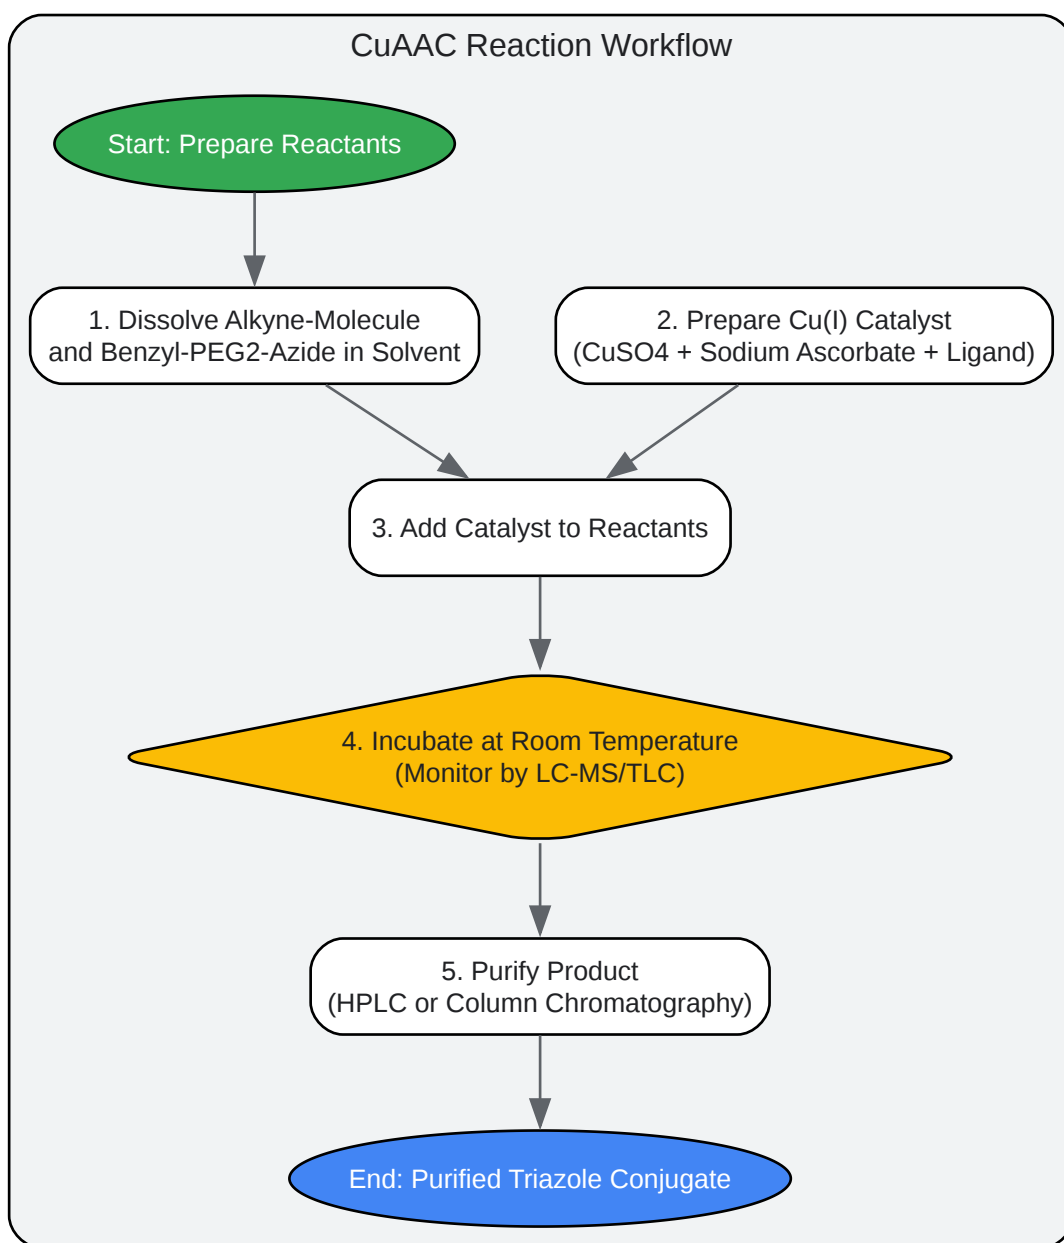 CuAAC Reaction Workflow
Start: Prepare Reactants
1. Dissolve Alkyne-Molecule
and Benzyl-PEG2-Azide in Solvent
2. Prepare Cu(I) Catalyst
(CuSO4 + Sodium Ascorbate + Ligand)
3. Add Catalyst to Reactants
4. Incubate at Room Temperature
(Monitor by LC-MS/TLC)
5. Purify Product
(HPLC or Column Chromatography)
End: Purified Triazole Conjugate